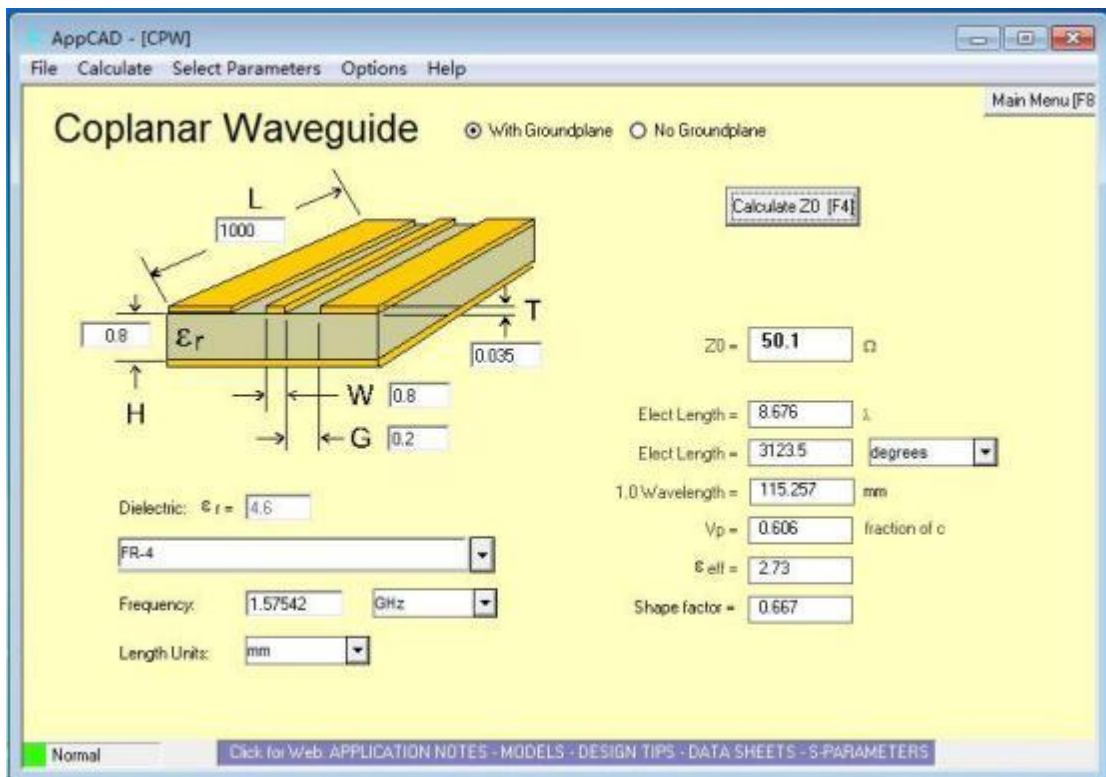 AppCAD - [CPW]
File Calculate Select Parameters Options Help
Main Menu [F8
Coplanar Waveguide With Groundplane No Groundplane
L
1000
Calculate Z0 [F4]
T
0.8 εr
0.035
Z0 = 50.1 Ω
H
W 0.8
G 0.2
Elect Length = 8.676 λ
Elect Length = 3123.5 degrees
1.0 Wavelength = 115.257 mm
Vp = 0.606 fraction of c
ε eff = 2.73
Shape factor = 0.667
Dielectric: ε r = 4.6
FR-4
Frequency: 1.57542 GHz
Length Units: mm
Normal Click for Web: APPLICATION NOTES - MODELS - DESIGN TIPS - DATA SHEETS - S-PARAMETERS